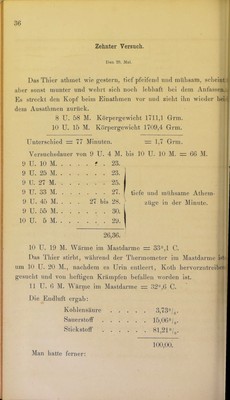 36
Zehnter Versuch.
Den 29. Mai.
Das Thier athmet wie gestern, tief pfeifend und mühsam, scheint
aber sonst munter und wehrt sich noch lebhaft bei dem Anfassen.
Es streckt den Kopf beim Einathmen vor und zieht ihn wieder bei
dem Ausathmen zurück.
8 U. 58 M. Körpergewicht 1711,1 Grm.
10 U. 15 M. Körpergewicht 1709,4 Grm.
Unterschied = 77 Minuten. = 1,7 Grm.
Versuchsdauer von 9 U. 4 M. bis 10 U. 10 M. = 66 M.
9 U. 10 M. . . . . . 23.
9 U. 25 M. . . . . . 23.
9 U. 27 M. . . . . . 25.
9 U. 33 M. . . . . . 27. tiefe und mühsame Athem-
9 U. 45 M. . . . 27 bis 28. züge in der Minute.
9 U. 55 M. . . . . . 30.
10 U. 5 M. . . . . . 29.
26,36.
10 U. 19 M. Wärme im Mastdarme = 33°,1 C.
Das Thier stirbt, während der Thermometer im Mastdarme ist
um 10 U. 20 M., nachdem es Urin entleert, Koth hervorzutreiben
gesucht und von heftigen Krämpfen befallen worden ist.
11 U. 6 M. Wärme im Mastdarme = 32°,6 C.
Die Endluft ergab:
Kohlensäure . . . . . 3,73%.
Sauerstoff . . . . . 15,06%.
Stickstoff . . . . . 81,21%.
100,00.
Man hatte ferner: